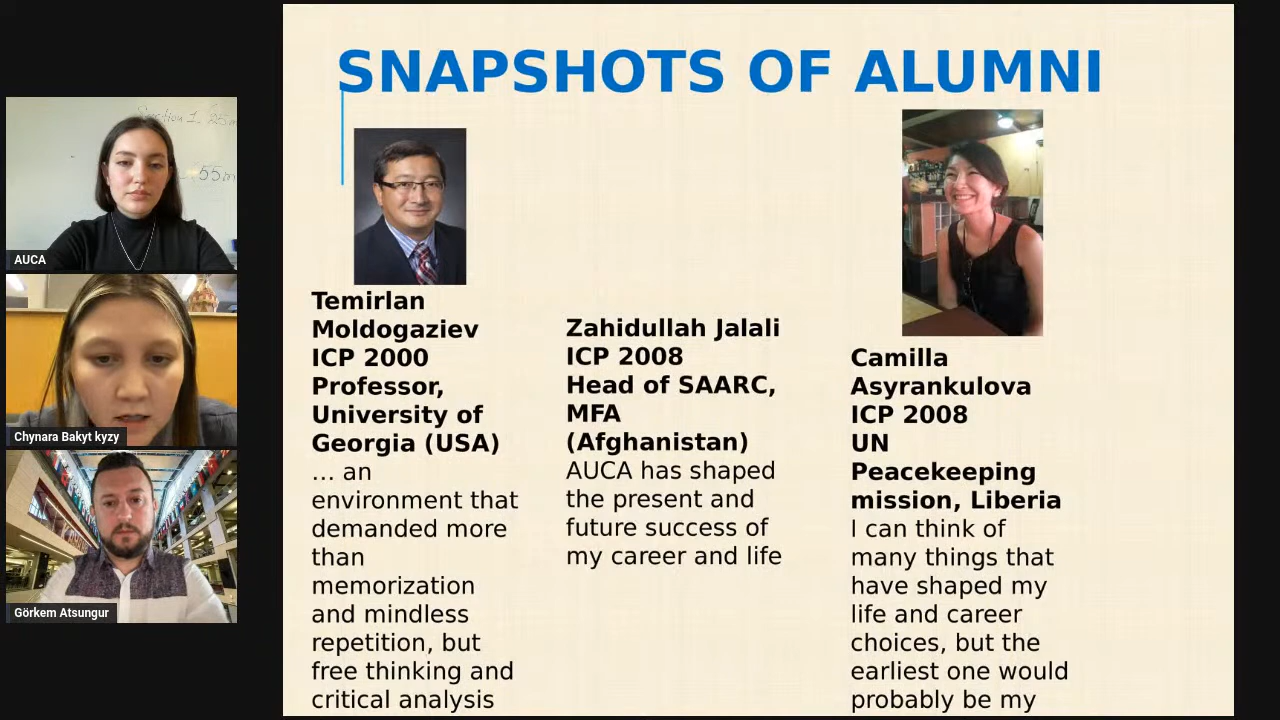 SNAPSHOTS OF ALUMNI
Section 1. 25m
55m
AUCA
Chynara Bakyt kyzy
Görkem Atsungur
Temirlan
Moldogaziev
ICP 2000
Professor,
University of
Georgia (USA)
... an
environment that
demanded more
than
memorization
and mindless
repetition, but
free thinking and
critical analysis
Zahidullah Jalali
ICP 2008
Head of SAARC,
MFA
(Afghanistan)
AUCA has shaped
the present and
future success of
my career and life
Camilla
Asyrankulova
ICP 2008
UN
Peacekeeping
mission, Liberia
I can think of
many things that
have shaped my
life and career
choices, but the
earliest one would
probably be my